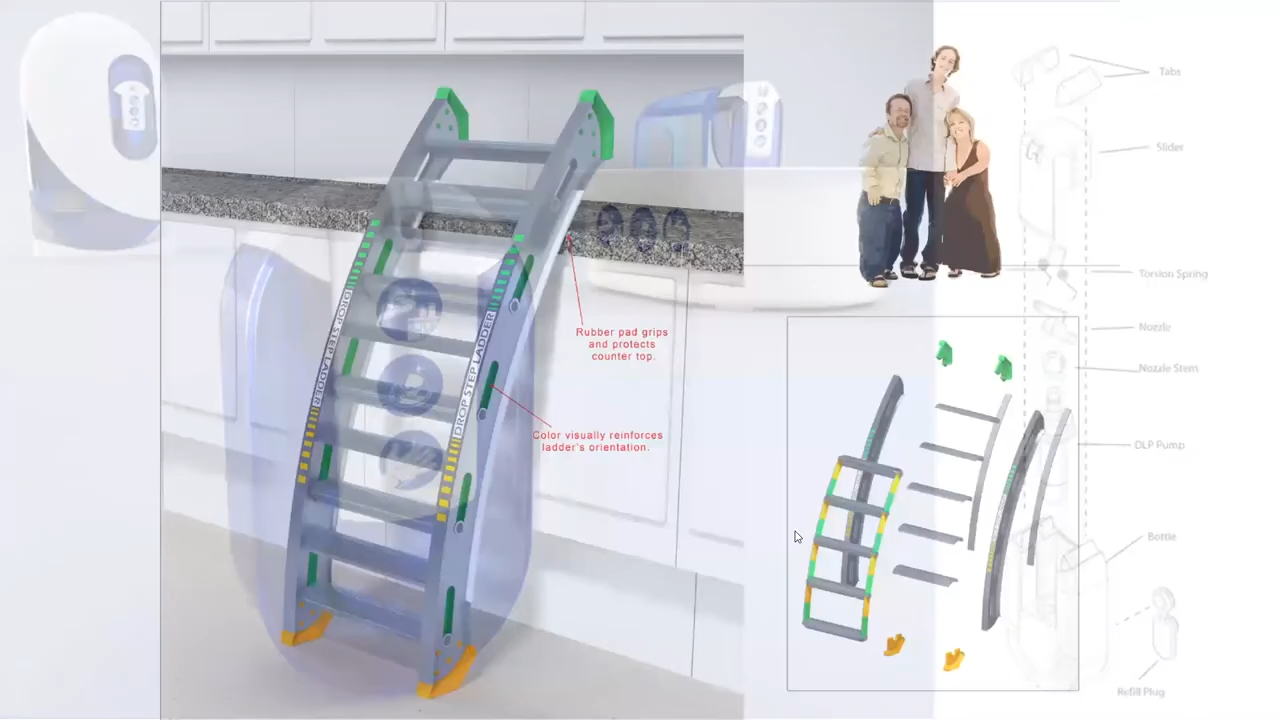 Tabs
Slider
Torsion Spring
Nozzle
Nozzle Stem
DLP Pump
Bottle
Refill Plug
Rubber pad grips
and protects
counter top.
Color visually reinforces
ladder's orientation.
DROP STEP LADDER
DROP STEP LADDER